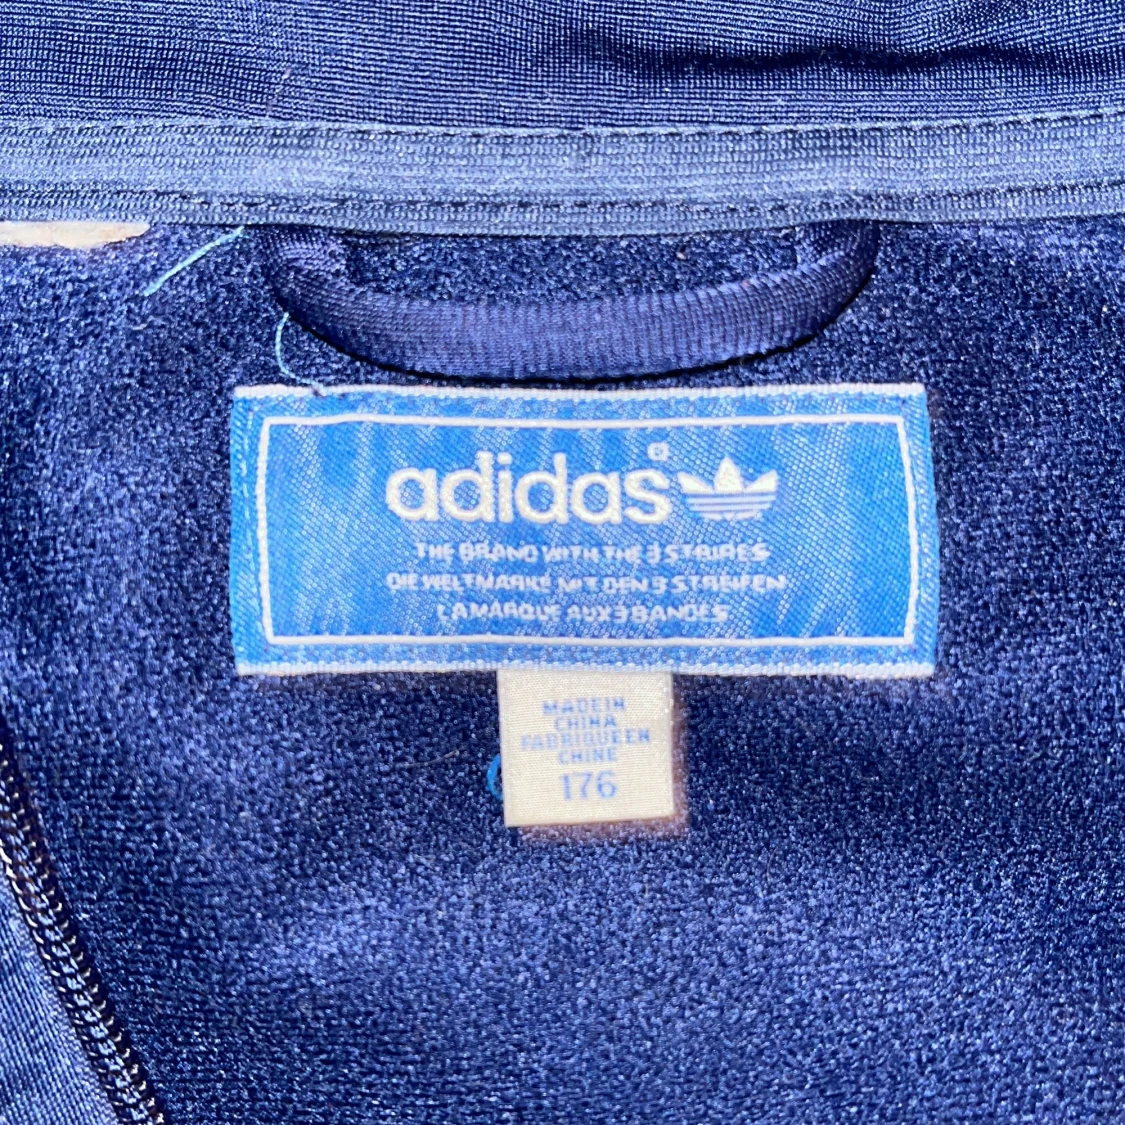 adidas
THE BRAND WITH THE 3 STRIPES
DIE WELTMARKE MIT DEN 3 STREIFEN
LA MARQUE AUX 3 BANDES
MADE IN
CHINA
FABRIQUE EN
CHINE
176